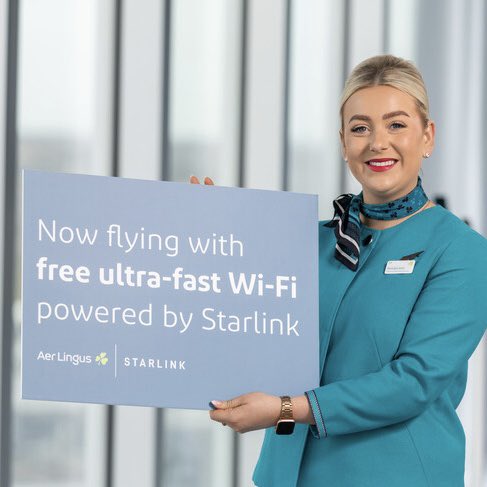 Now flying with
free ultra-fast Wi-Fi
powered by Starlink
Aer Lingus STARLINK